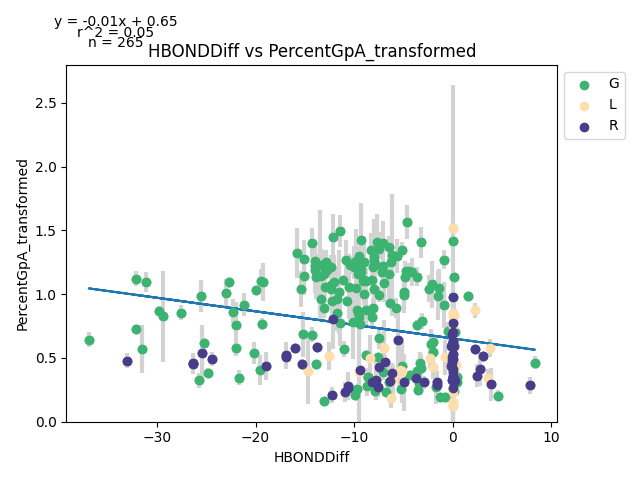 y = -0.01x + 0.65
r^2 = 0.05
n = 265
HBONDDiff vs PercentGpA_transformed
G
L
R
2.5
2.0
1.5
1.0
0.5
0.0
PercentGpA_transformed
−30
−20
−10
0
10
HBONDDiff